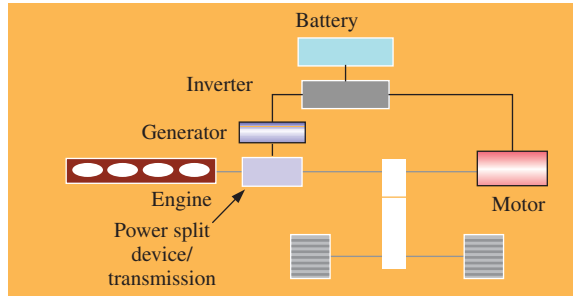 Battery
Inverter
Generator
Engine
Motor
Power split
device/
transmission